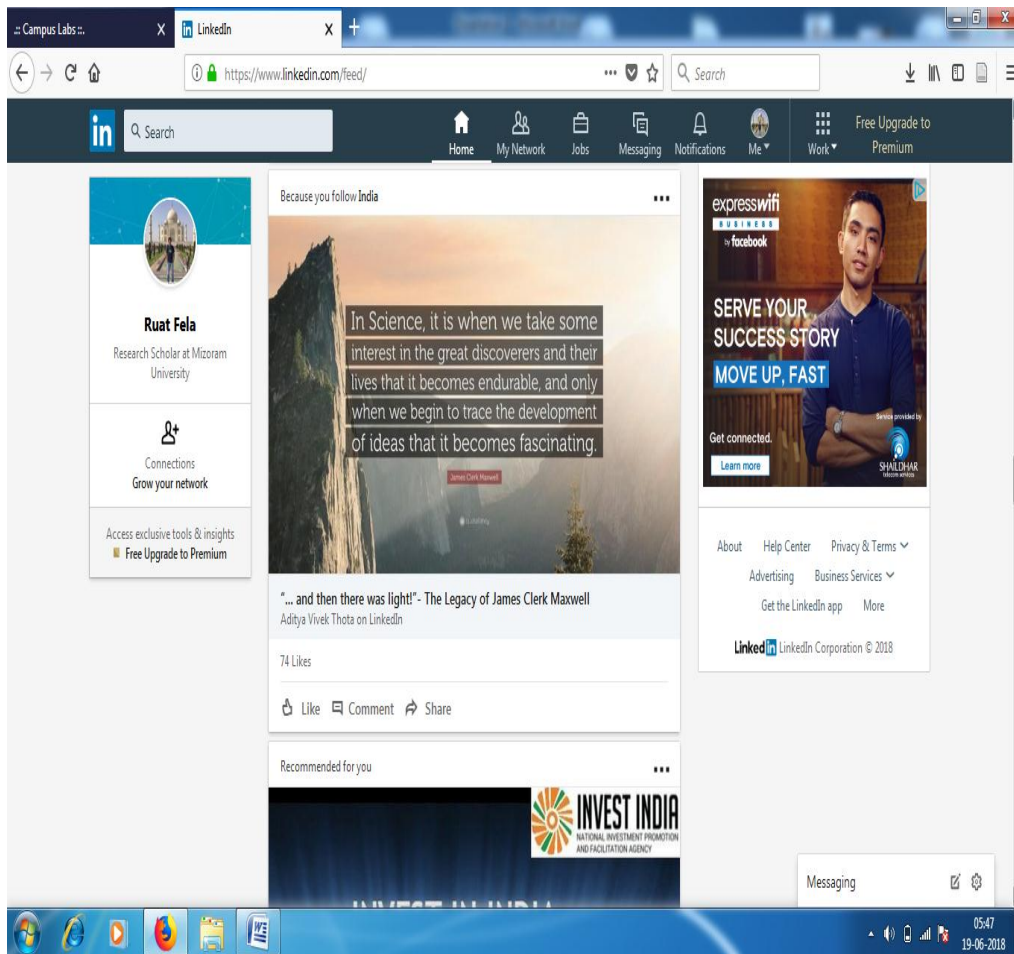 .:: Campus Labs ::. X
LinkedIn X +
https://www.linkedin.com/feed/
Search
in
Search
Home
My Network
Jobs
Messaging
Notifications
Me
Work
Free Upgrade to
Premium
Ruat Fela
Research Scholar at Mizoram
University
Connections
Grow your network
Access exclusive tools & insights
Free Upgrade to Premium
Because you follow India
In Science, it is when we take some
interest in the great discoverers and their
lives that it becomes endurable, and only
when we begin to trace the development
of ideas that it becomes fascinating.
James Clerk Maxwell
"... and then there was light!"- The Legacy of James Clerk Maxwell
Aditya Vivek Thota on LinkedIn
74 Likes
Like Comment Share
Recommended for you
INVEST INDIA
NATIONAL INVESTMENT PROMOTION
AND FACILITATION AGENCY
INVEST IN INDIA
expresswifi
BUSINESS
by facebook
SERVE YOUR
SUCCESS STORY
MOVE UP, FAST
Service provided by
Get connected.
Learn more
SHAILDHAR
telecom services
About Help Center Privacy & Terms
Advertising Business Services
Get the LinkedIn app More
Linked in LinkedIn Corporation © 2018
Messaging
05:47
19-06-2018